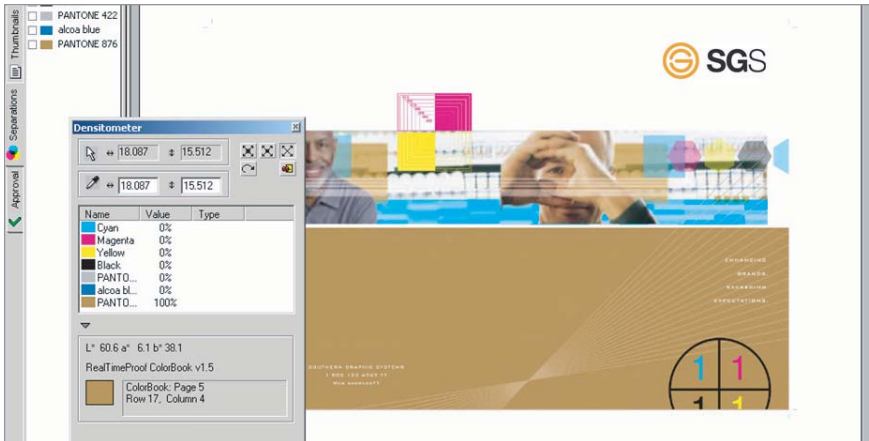 Thumbnails
Separations
Approval
PANTONE 422
alcoa blue
PANTONE 876
SGS
Densitometer
18.087 15.512
18.087 15.512
Name Value Type
Cyan 0%
Magenta 0%
Yellow 0%
Black 0%
PANTO... 0%
alcoa bl... 0%
PANTO... 100%
L* 60.6 a* 6.1 b* 38.1
RealTimeProof ColorBook v1.5
ColorBook: Page 5
Row 17, Column 4
ENHANCING
BRANDS.
EXCEEDING
EXPECTATIONS.
SOUTHERN GRAPHIC SYSTEMS
1 1
1 1